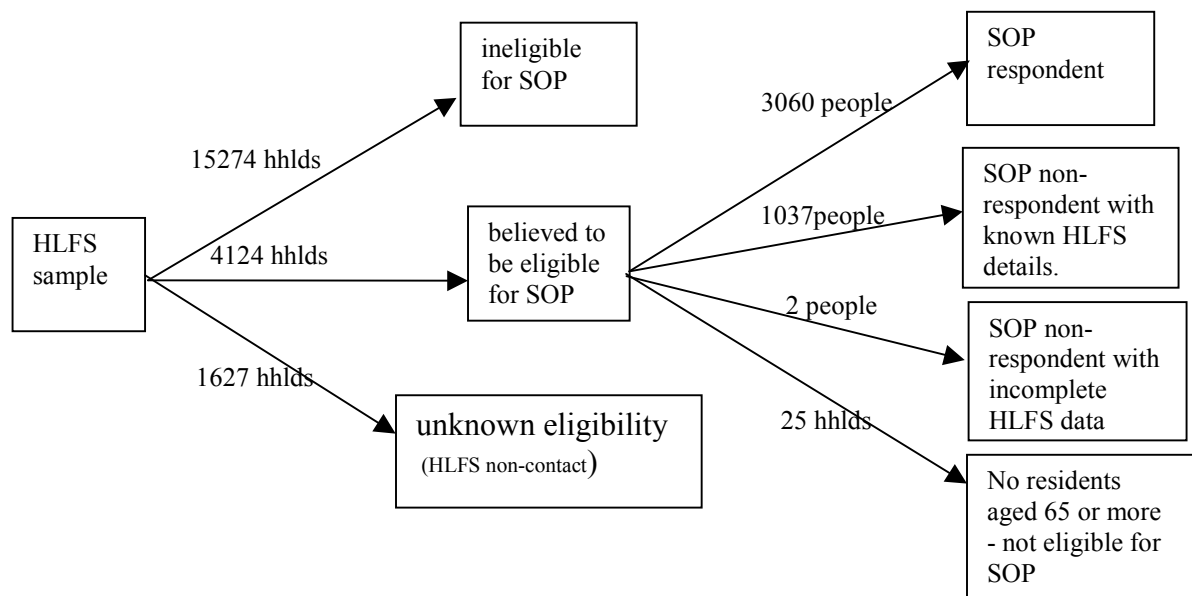 HLFS
sample
15274 hhlds
4124 hhlds
1627 hhlds
ineligible
for SOP
believed to
be eligible
for SOP
unknown eligibility
(HLFS non-contact)
3060 people
1037people
2 people
25 hhlds
SOP
respondent
SOP non-
respondent with
known HLFS
details.
SOP non-
respondent with
incomplete
HLFS data
No residents
aged 65 or more
- not eligible for
SOP